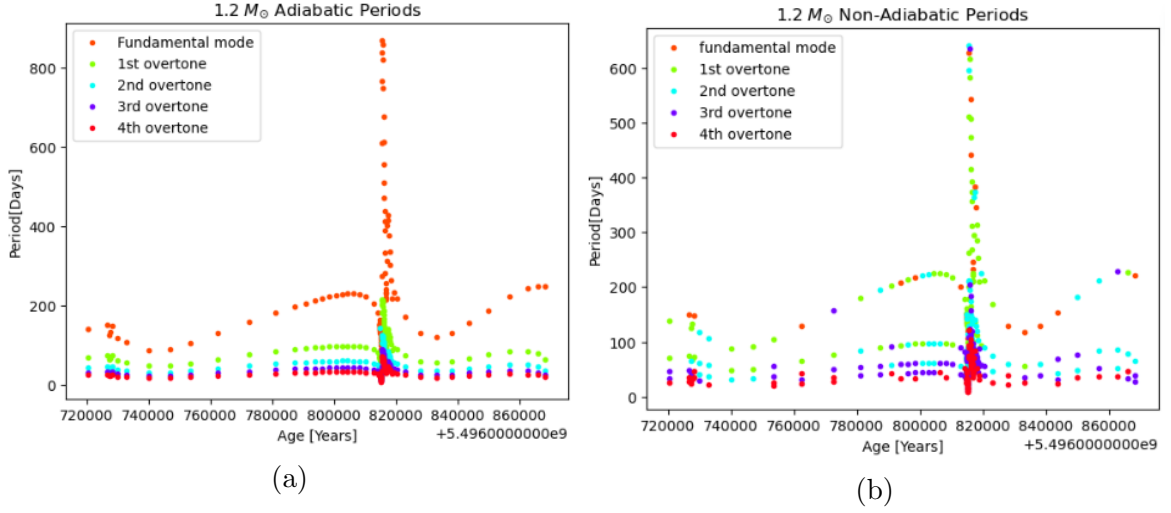 1.2 M⊙ Adiabatic Periods
Fundamental mode
1st overtone
2nd overtone
3rd overtone
4th overtone
Period[Days]
800
600
400
200
0
720000 740000 760000 780000 800000 820000 840000 860000
Age [Years]
+5.4960000000e9
(a)
1.2 M⊙ Non-Adiabatic Periods
fundamental mode
1st overtone
2nd overtone
3rd overtone
4th overtone
Period[Days]
600
500
400
300
200
100
0
720000 740000 760000 780000 800000 820000 840000 860000
Age [Years]
+5.4960000000e9
(b)